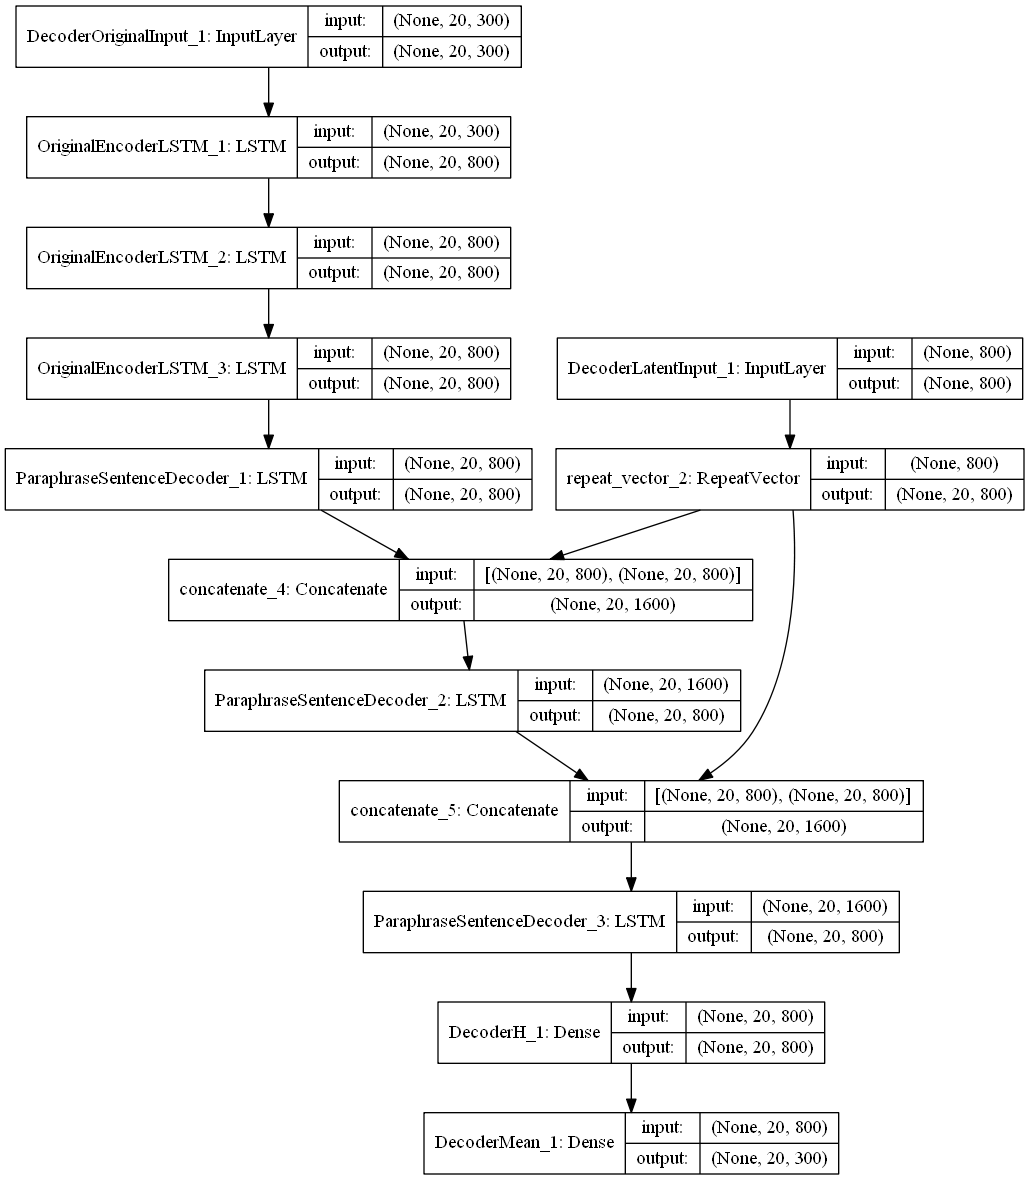 DecoderOriginalInput_1: InputLayer
input: (None, 20, 300)
output: (None, 20, 300)
OriginalEncoderLSTM_1: LSTM
input: (None, 20, 300)
output: (None, 20, 800)
OriginalEncoderLSTM_2: LSTM
input: (None, 20, 800)
output: (None, 20, 800)
OriginalEncoderLSTM_3: LSTM
input: (None, 20, 800)
output: (None, 20, 800)
DecoderLatentInput_1: InputLayer
input: (None, 800)
output: (None, 800)
ParaphraseSentenceDecoder_1: LSTM
input: (None, 20, 800)
output: (None, 20, 800)
repeat_vector_2: RepeatVector
input: (None, 800)
output: (None, 20, 800)
concatenate_4: Concatenate
input: [(None, 20, 800), (None, 20, 800)]
output: (None, 20, 1600)
ParaphraseSentenceDecoder_2: LSTM
input: (None, 20, 1600)
output: (None, 20, 800)
concatenate_5: Concatenate
input: [(None, 20, 800), (None, 20, 800)]
output: (None, 20, 1600)
ParaphraseSentenceDecoder_3: LSTM
input: (None, 20, 1600)
output: (None, 20, 800)
DecoderH_1: Dense
input: (None, 20, 800)
output: (None, 20, 800)
DecoderMean_1: Dense
input: (None, 20, 800)
output: (None, 20, 300)